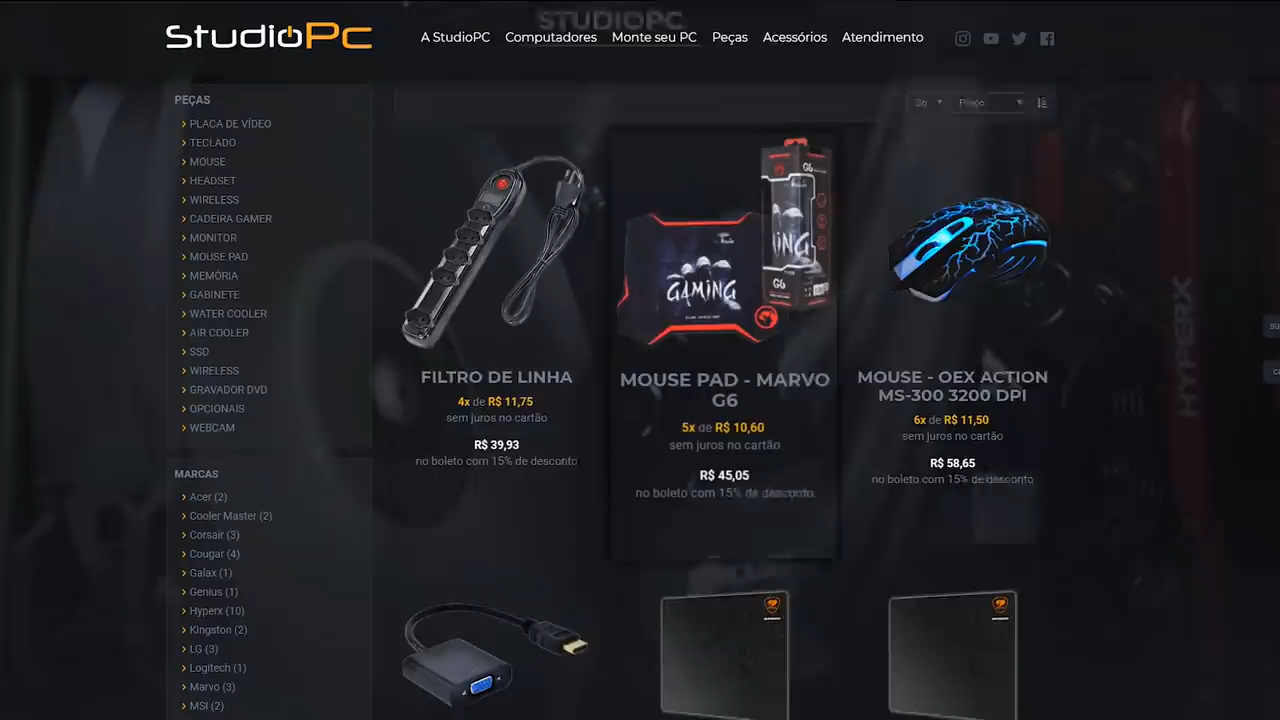 STUDIOPC
StudioPc
A StudioPC
Computadores
Monte seu PC
Peças
Acessórios
Atendimento
PEÇAS
PLACA DE VÍDEO
TECLADO
MOUSE
HEADSET
WIRELESS
CADEIRA GAMER
MONITOR
MOUSE PAD
MEMÓRIA
GABINETE
WATER COOLER
AIR COOLER
SSD
WIRELESS
GRAVADOR DVD
OPCIONAIS
WEBCAM
MARCAS
Acer (2)
Cooler Master (2)
Corsair (3)
Cougar (4)
Galax (1)
Genius (1)
Hyperx (10)
Kingston (2)
LG (3)
Logitech (1)
Marvo (3)
MSI (2)
Preço
FILTRO DE LINHA
4x de R$ 11,75
sem juros no cartão
R$ 39,93
no boleto com 15% de desconto
G6
GAMING
G6
MOUSE PAD - MARVO
G6
5x de R$ 10,60
sem juros no cartão
R$ 45,05
no boleto com 15% de desconto
MOUSE - OEX ACTION
MS-300 3200 DPI
6x de R$ 11,50
sem juros no cartão
R$ 58,65
no boleto com 15% de desconto
HYPERX